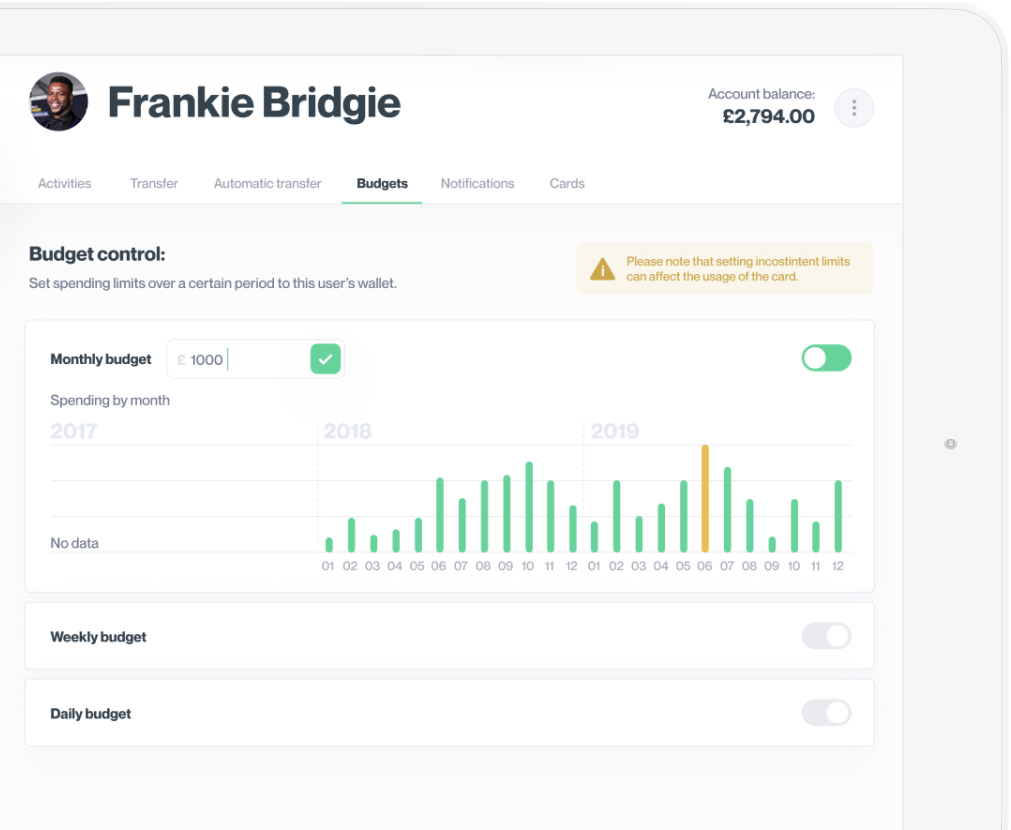 Frankie Bridgie
Account balance:
£2,794.00
Activities Transfer Automatic transfer Budgets Notifications Cards
Budget control:
Set spending limits over a certain period to this user's wallet.
Please note that setting incostintent limits
can affect the usage of the card.
Monthly budget £ 1000
Spending by month
2017 2018 2019
No data
01 02 03 04 05 06 07 08 09 10 11 12 01 02 03 04 05 06 07 08 09 10 11 12
Weekly budget
Daily budget